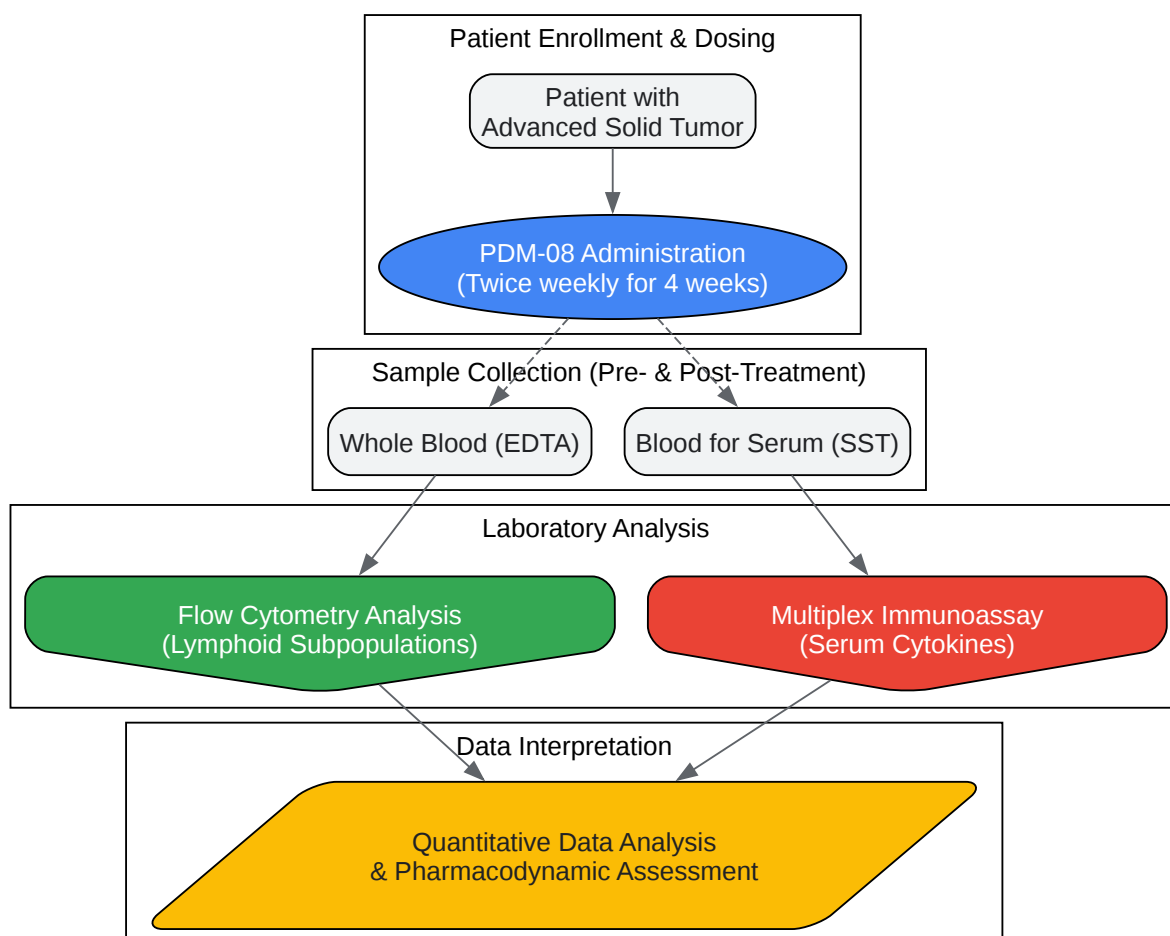 Patient Enrollment & Dosing
Patient with
Advanced Solid Tumor
PDM-08 Administration
(Twice weekly for 4 weeks)
Sample Collection (Pre- & Post-Treatment)
Whole Blood (EDTA)
Blood for Serum (SST)
Laboratory Analysis
Flow Cytometry Analysis
(Lymphoid Subpopulations)
Multiplex Immunoassay
(Serum Cytokines)
Data Interpretation
Quantitative Data Analysis
& Pharmacodynamic Assessment